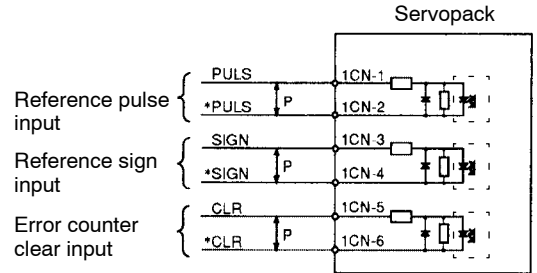 Servopack
PULS 1CN-1
Reference pulse input
P
*PULS 1CN-2
SIGN 1CN-3
Reference sign input
P
*SIGN 1CN-4
CLR 1CN-5
Error counter clear input
P
*CLR 1CN-6